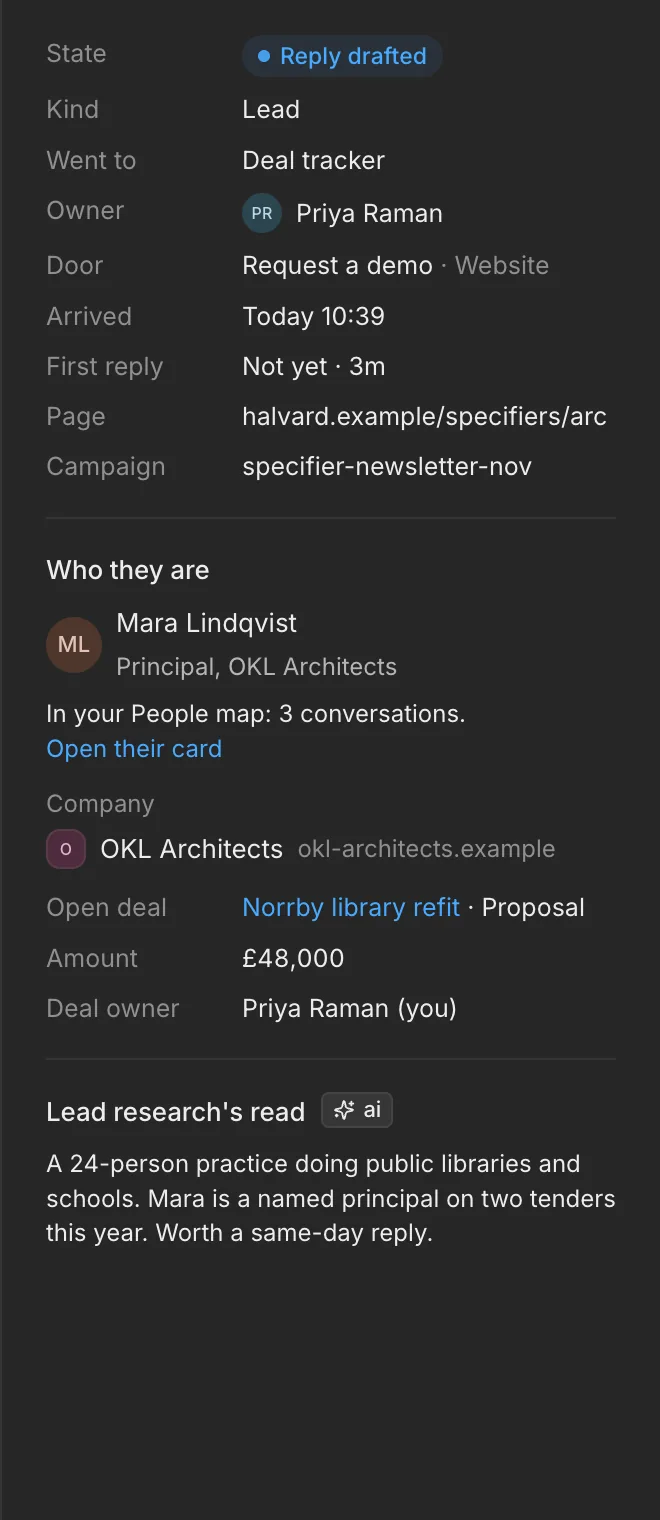 State Reply drafted
Kind Lead
Went to Deal tracker
Owner PR Priya Raman
Door Request a demo · Website
Arrived Today 10:39
First reply Not yet · 3m
Page halvard.example/specifiers/arc
Campaign specifier-newsletter-nov
Who they are
ML Mara Lindqvist
Principal, OKL Architects
In your People map: 3 conversations.
Open their card
Company
O OKL Architects okl-architects.example
Open deal Norrby library refit · Proposal
Amount £48,000
Deal owner Priya Raman (you)
Lead research's read ai
A 24-person practice doing public libraries and
schools. Mara is a named principal on two tenders
this year. Worth a same-day reply.